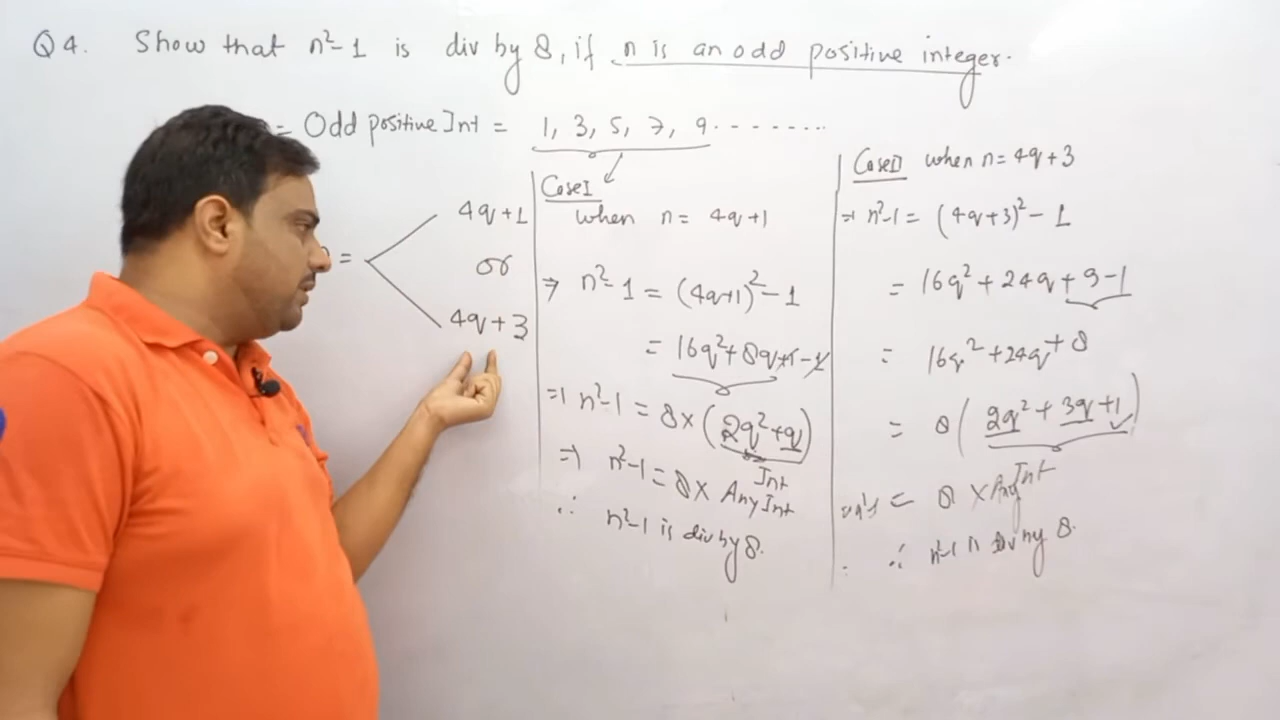 Q4. Show that n²-1 is div by 8, if n is an odd positive integer.
= Odd positive Int = 1, 3, 5, 7, 9.......
=
4q+1
or
4q+3
Case I
when n = 4q+1
⇒ n²-1 = (4q+1)² - 1
= 16q²+8q+1-1
⇒ n²-1 = 8×(2q²+q)
Int
⇒ n²-1 = 8× Any Int
∴ n²-1 is div by 8.
Case II when n = 4q+3
⇒ n²-1 = (4q+3)² - 1
= 16q² + 24q + 9-1
= 16q² + 24q + 8
= 8(2q² + 3q + 1)
= 8 × Any Int
∴ n²-1 is div by 8.